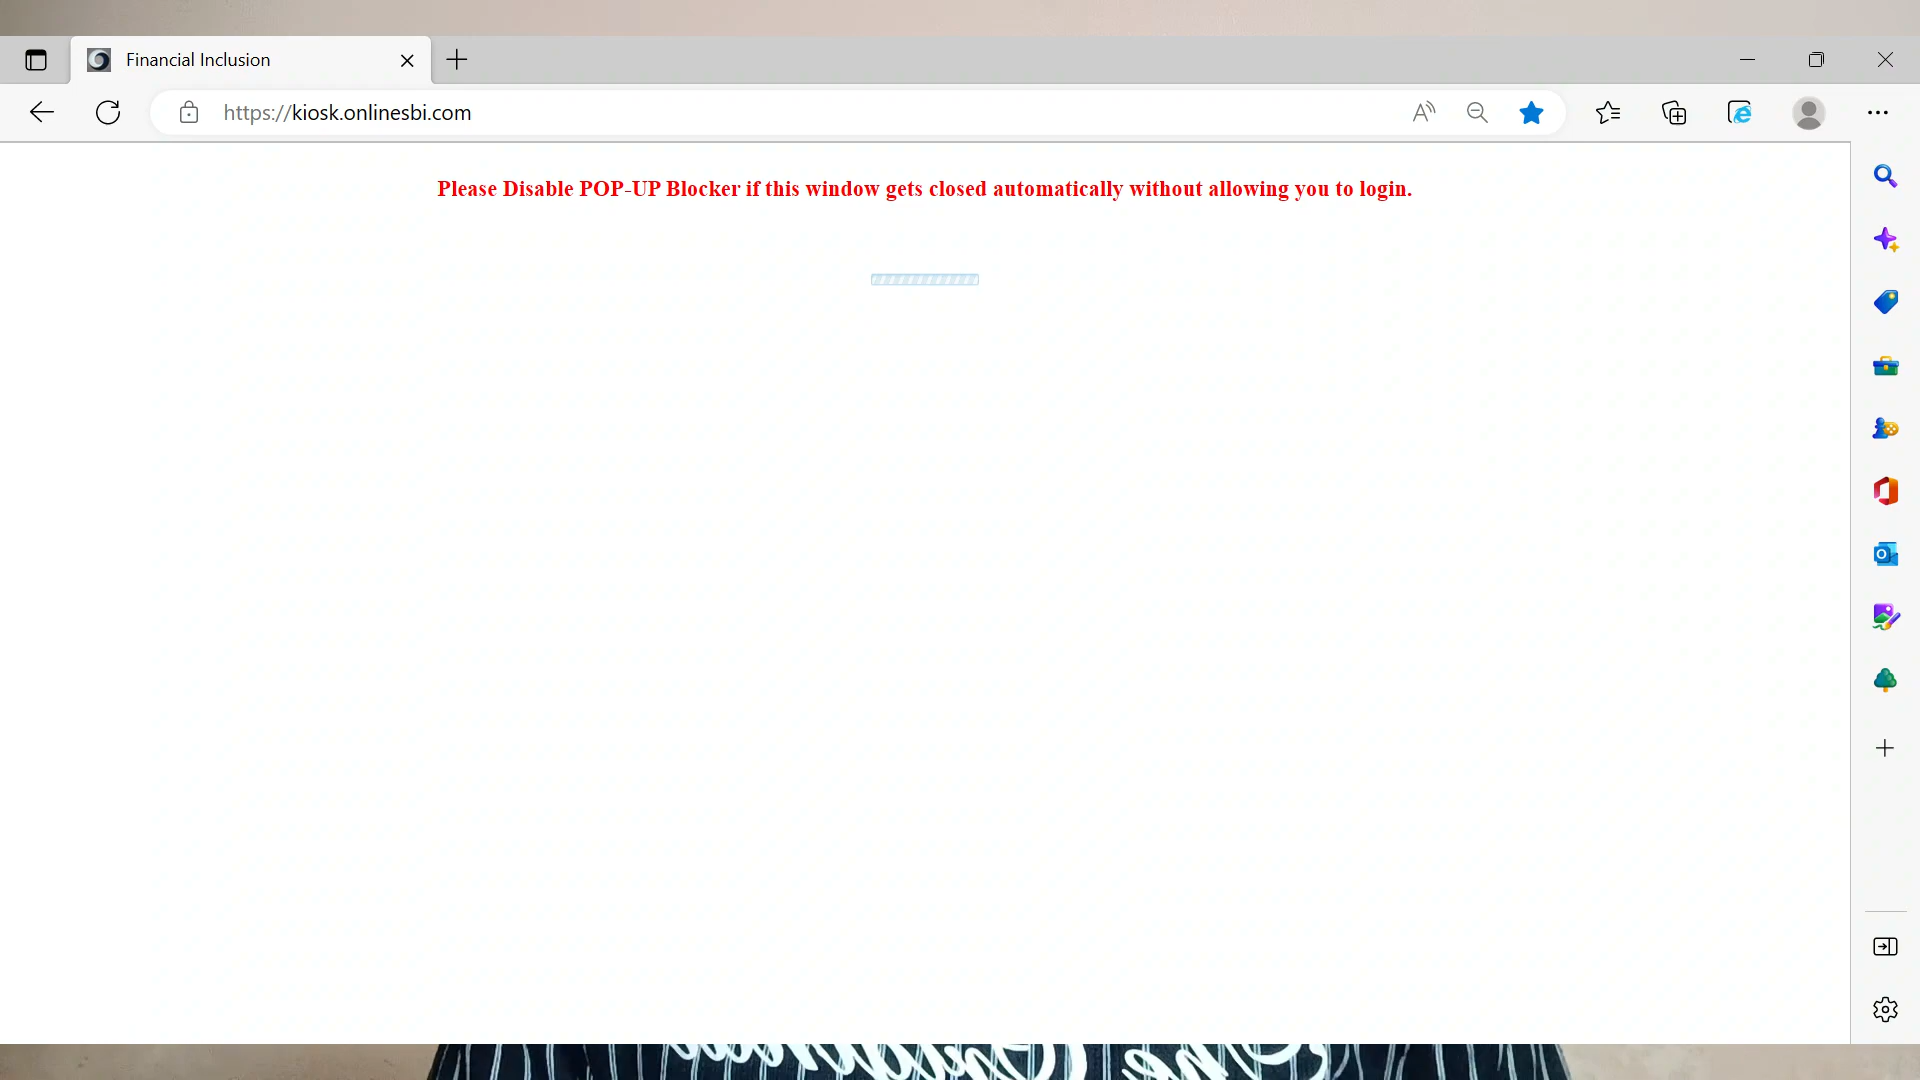 Financial Inclusion
https://kiosk.onlinesbi.com
Please Disable POP-UP Blocker if this window gets closed automatically without allowing you to login.